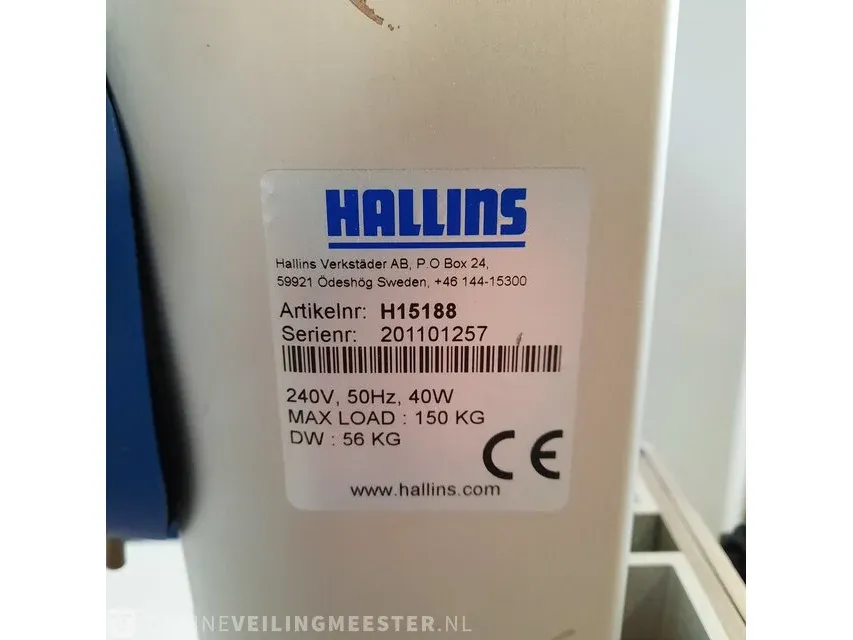 HALLINS
Hallins Verkstäder AB, P.O Box 24,
59921 Ödeshög Sweden, +46 144-15300
Artikelnr: H15188
Serienr: 201101257
240V, 50Hz, 40W
MAX LOAD : 150 KG
DW : 56 KG
CE
www.hallins.com
ONLINEVEILINGMEESTER.NL